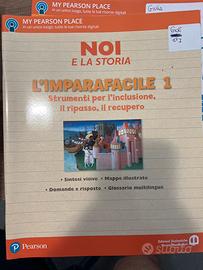 MY PEARSON PLACE
MY PEARSON PLACE
NOI
E LA STORIA
L'IMPARAFACILE 1
Strumenti per l'inclusione,
il ripasso, il recupero
• Sintesi visive • Mappe illustrate
• Domande e risposte • Glossario multilingue
Pearson
subito